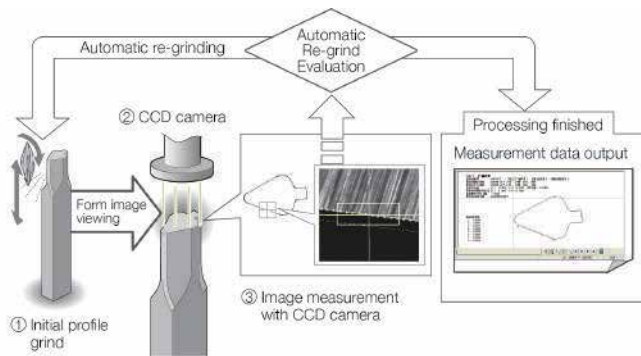 Automatic re-grinding
Automatic
Re-grind
Evaluation
② CCD camera
Processing finished
Measurement data output
Form image
viewing
① Initial profile
grind
③ Image measurement
with CCD camera